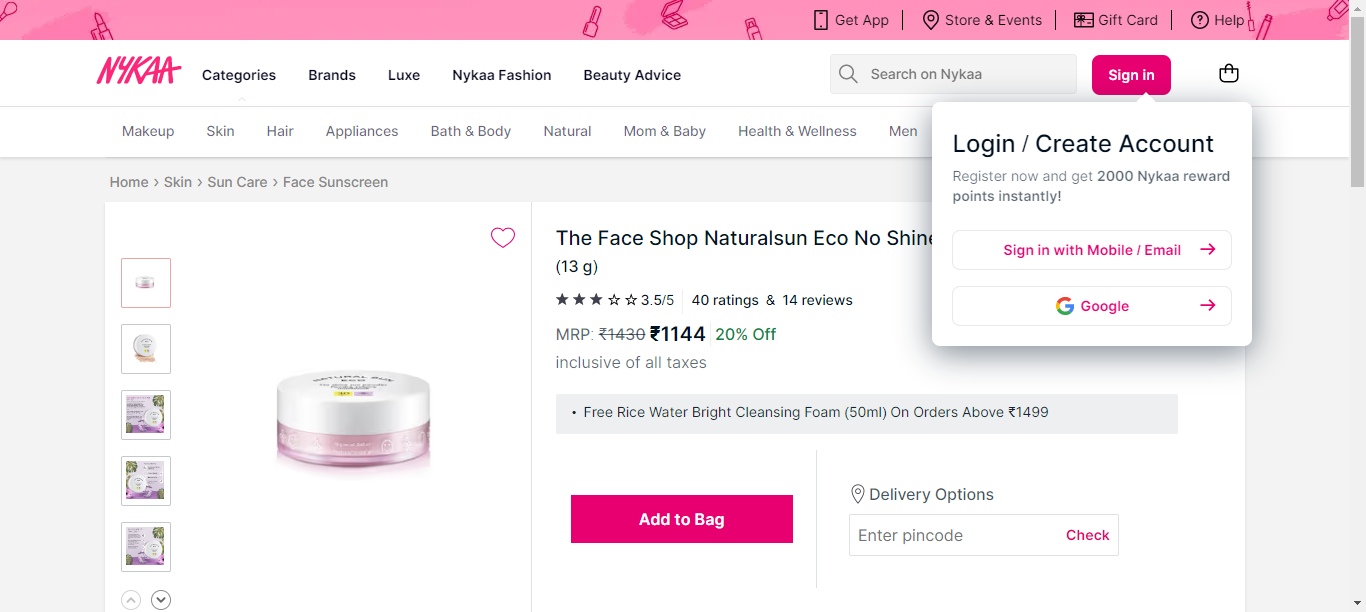 Get App
Store & Events
Gift Card
Help
NYKAA
Categories
Brands
Luxe
Nykaa Fashion
Beauty Advice
Search on Nykaa
Sign in
Makeup
Skin
Hair
Appliances
Bath & Body
Natural
Mom & Baby
Health & Wellness
Men
Login / Create Account
Register now and get 2000 Nykaa reward
points instantly!
Sign in with Mobile / Email
Google
Home › Skin › Sun Care › Face Sunscreen
The Face Shop Naturalsun Eco No Shine
(13 g)
3.5/5
40 ratings & 14 reviews
MRP: ₹1430 ₹1144 20% Off
inclusive of all taxes
• Free Rice Water Bright Cleansing Foam (50ml) On Orders Above ₹1499
NATURAL SUN
ECO
Add to Bag
Delivery Options
Enter pincode
Check